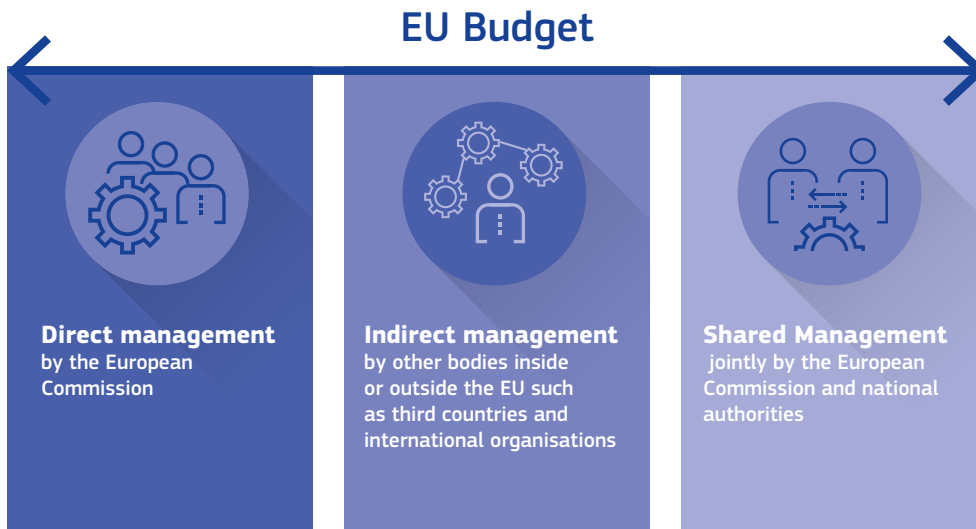 EU Budget
Direct management
by the European
Commission
Indirect management
by other bodies inside
or outside the EU such
as third countries and
international organisations
Shared Management
jointly by the European
Commission and national
authorities